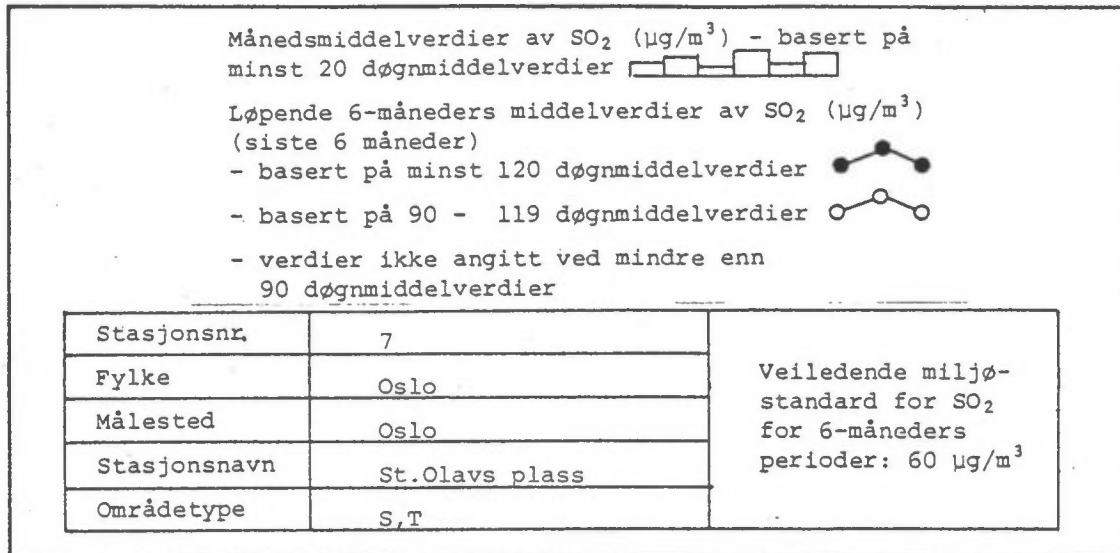 Månedsmiddelverdier av SO₂ (µg/m³) - basert på
minst 20 døgnmiddelverdier
Løpende 6-måneders middelverdier av SO₂ (µg/m³)
(siste 6 måneder)
- basert på minst 120 døgnmiddelverdier
- basert på 90 - 119 døgnmiddelverdier
- verdier ikke angitt ved mindre enn
90 døgnmiddelverdier
Stasjonsnr. 7
Fylke Oslo
Målested Oslo
Stasjonsnavn St.Olavs plass
Områdetype S,T
Veiledende miljø-
standard for SO₂
for 6-måneders
perioder: 60 µg/m³